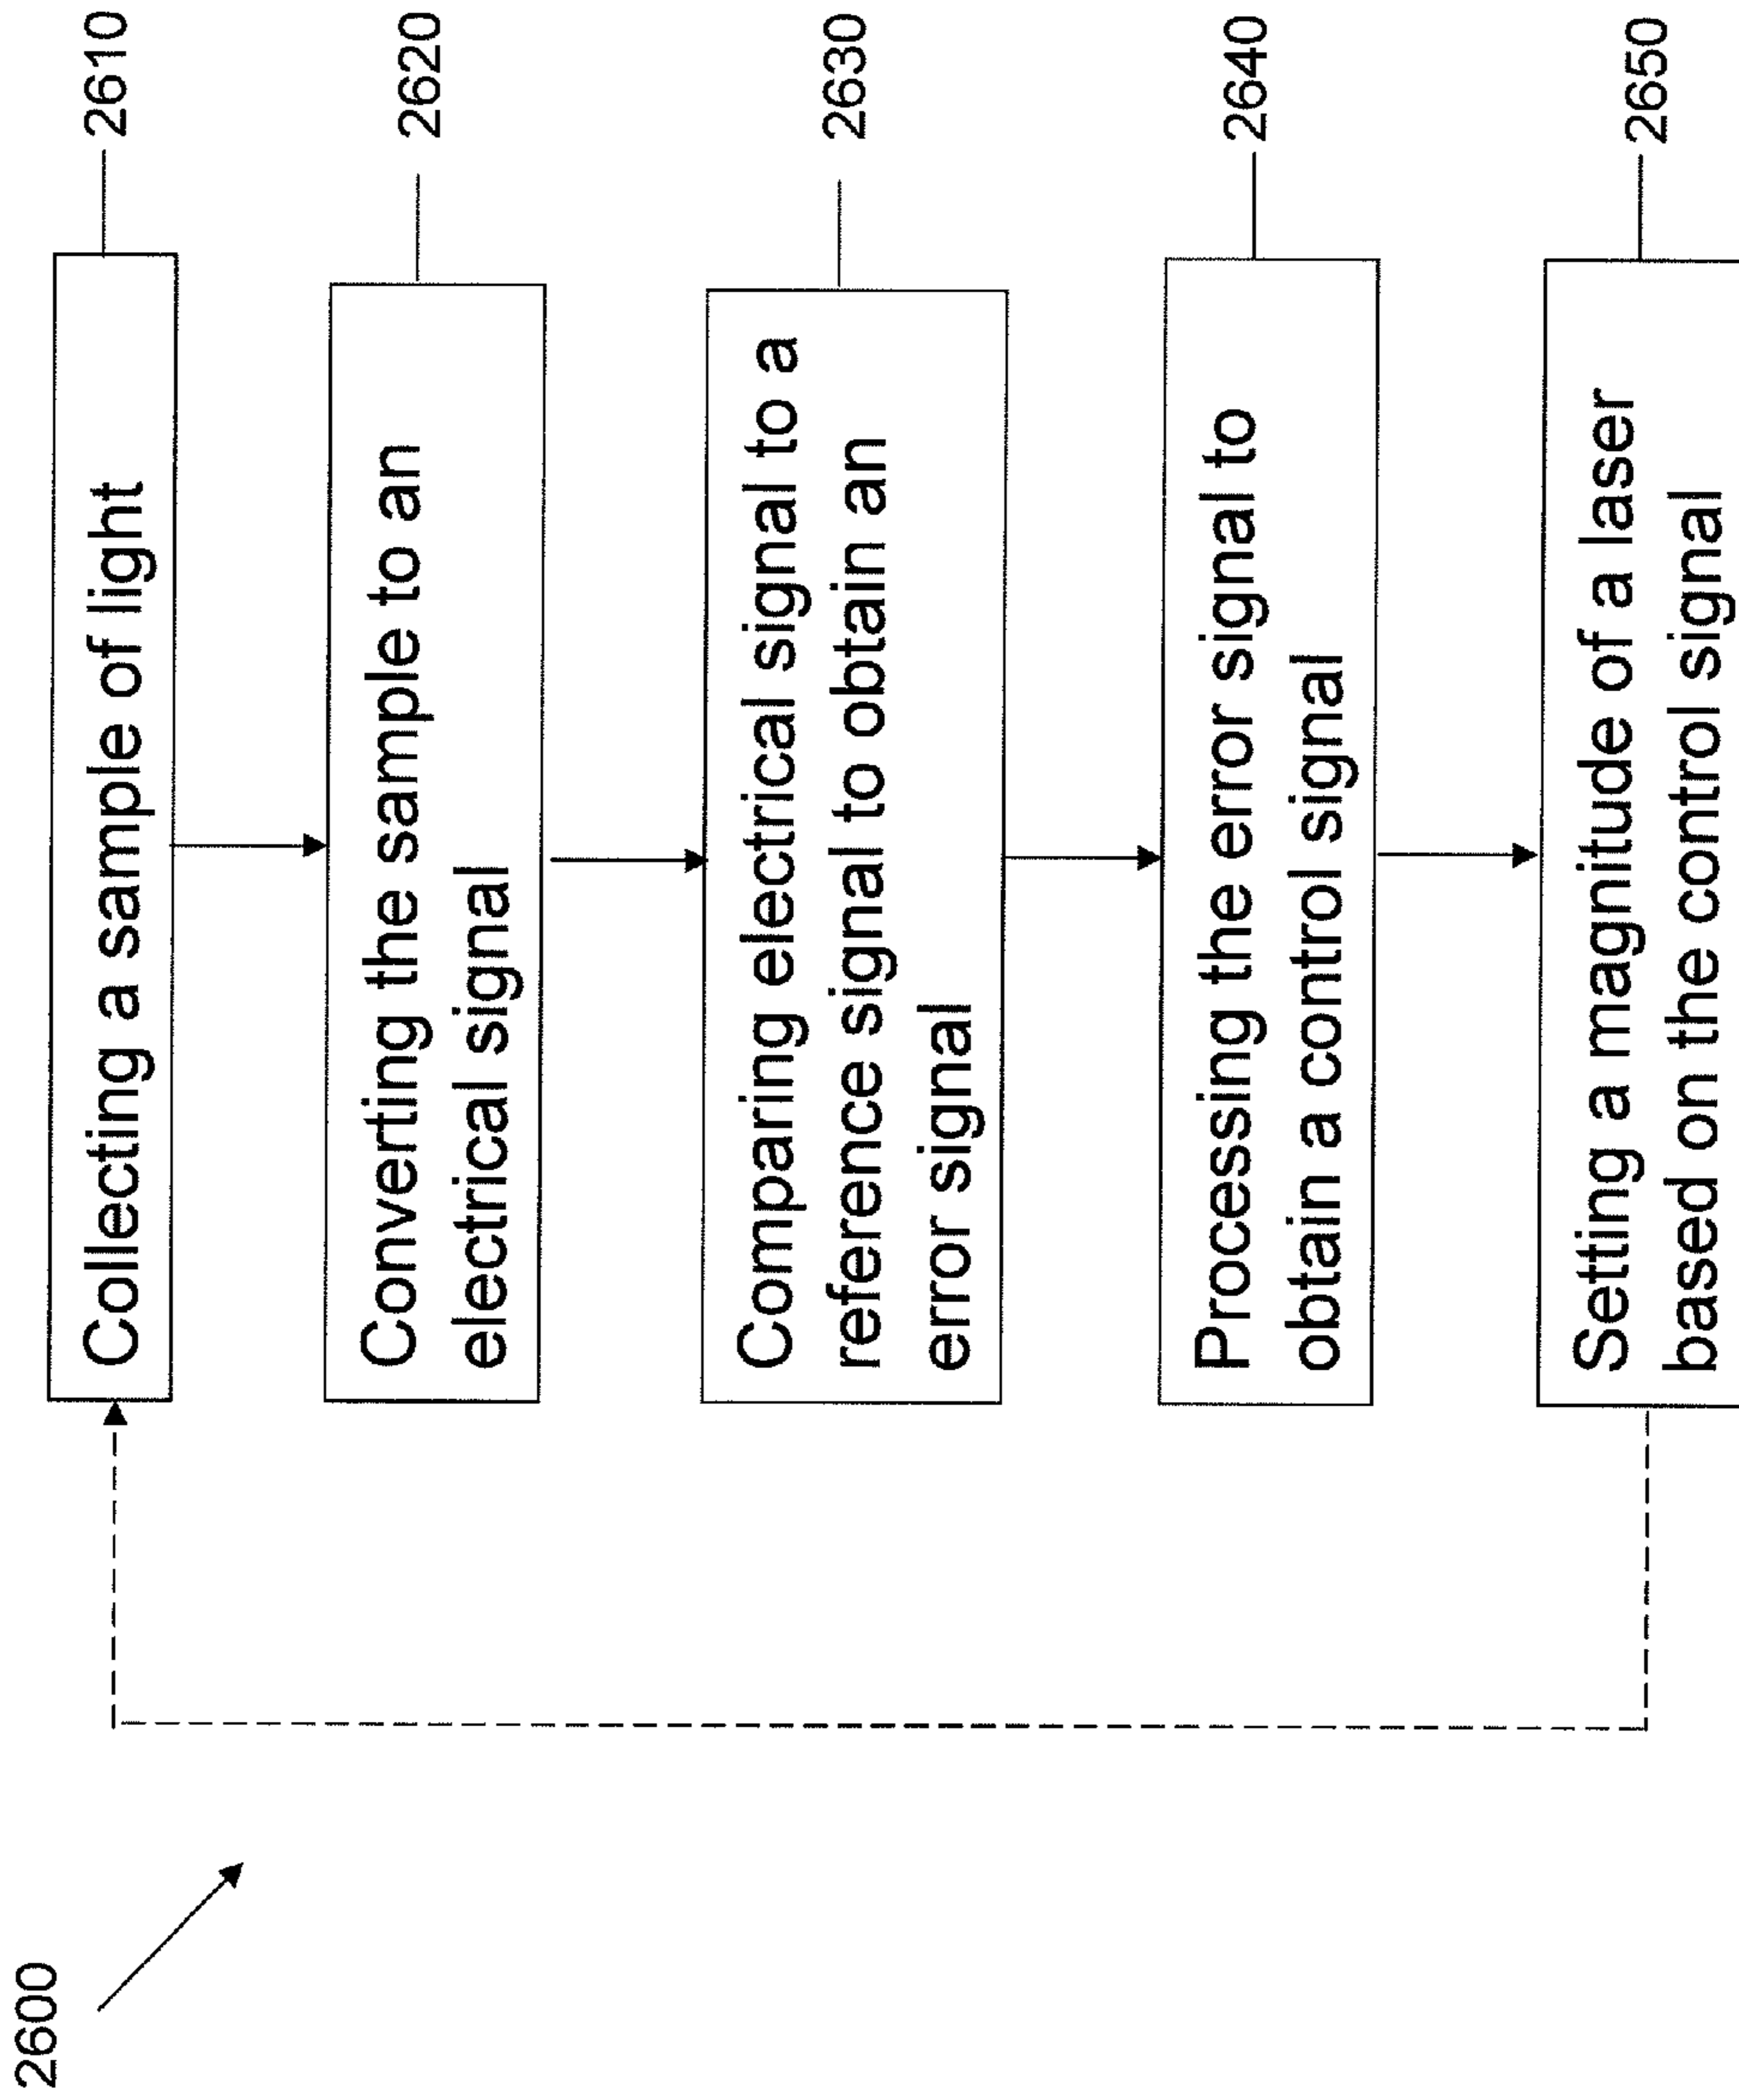 2600
Collecting a sample of light
2610
Converting the sample to an
electrical signal
2620
Comparing electrical signal to a
reference signal to obtain an
error signal
2630
Processing the error signal to
obtain a control signal
2640
Setting a magnitude of a laser
based on the control signal
2650